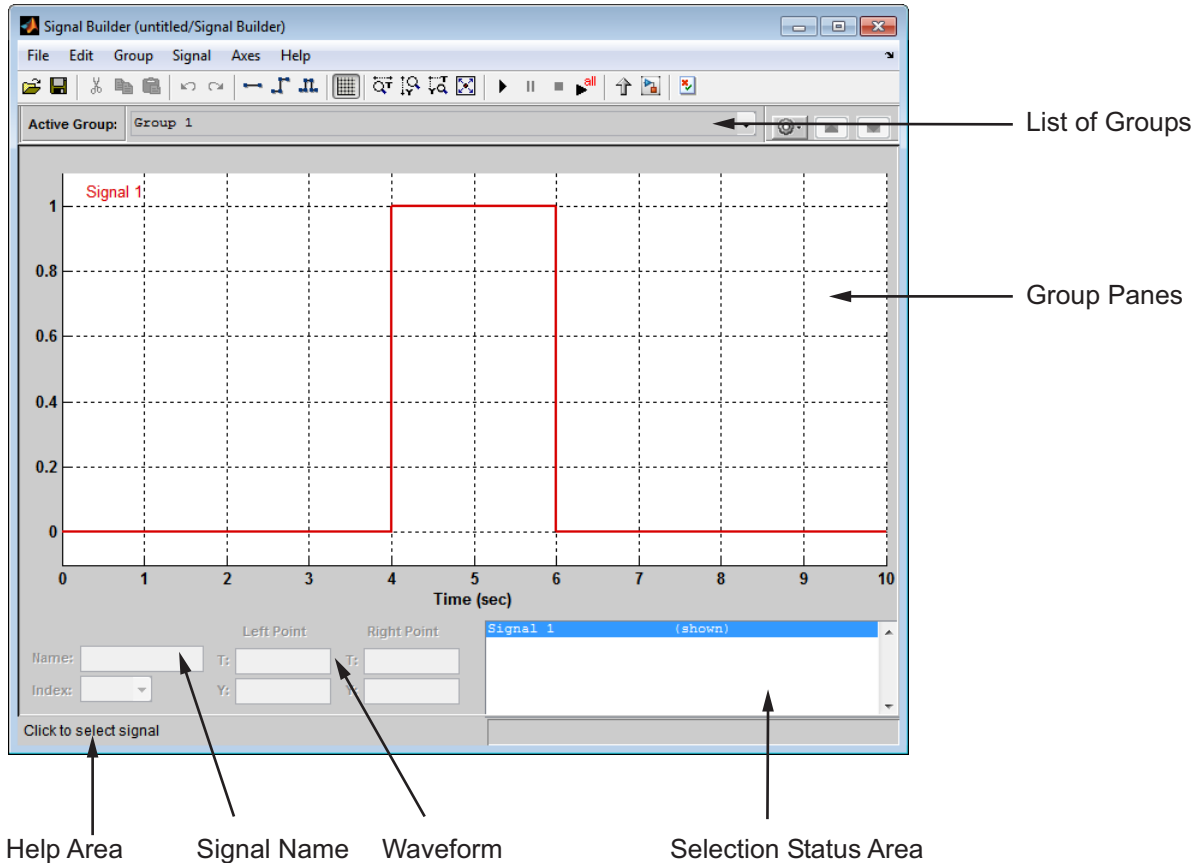 Signal Builder (untitled/Signal Builder)
File Edit Group Signal Axes Help
all
Active Group: Group 1
List of Groups
Signal 1
1
0.8
Group Panes
0.6
0.4
0.2
0
0 1 2 3 4 5 6 7 8 9 10
Time (sec)
Left Point Right Point
Signal 1 (shown)
Name: T: T:
Index: Y: Y:
Click to select signal
Help Area Signal Name Waveform Selection Status Area